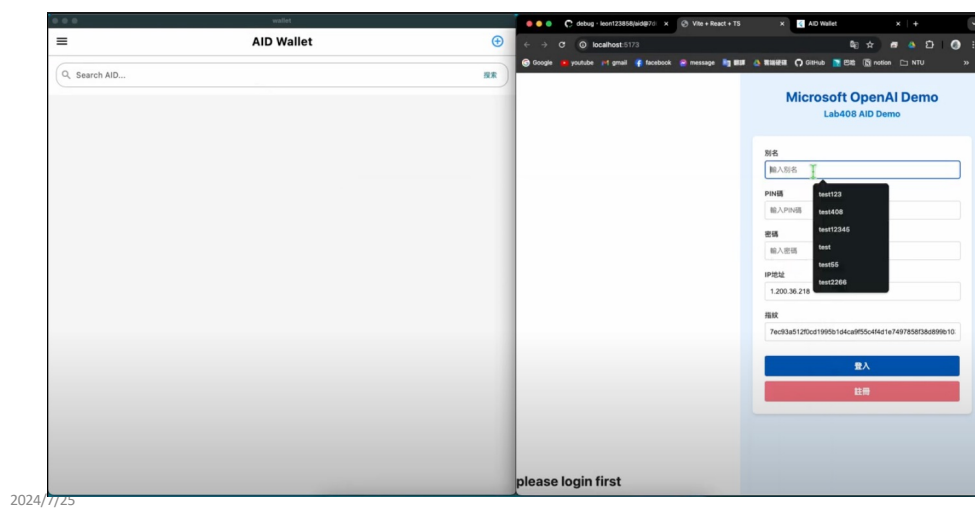 wallet
AID Wallet
Search AID...
搜索
debug · leon123858/aid@7d
Vite + React + TS
AID Wallet
localhost:5173
Google
youtube
gmail
facebook
message
翻譯
GitHub
巴哈
notion
NTU
Microsoft OpenAI Demo
Lab408 AID Demo
別名
輸入別名
test123
test408
test12345
test
test55
test2266
PIN碼
輸入PIN碼
密碼
輸入密碼
IP地址
1.200.36.218
指紋
7ec93a512f0cd1995b1d4ca9f55c4f4d1e7497858f38d899b10
登入
註冊
please login first
2024/7/25